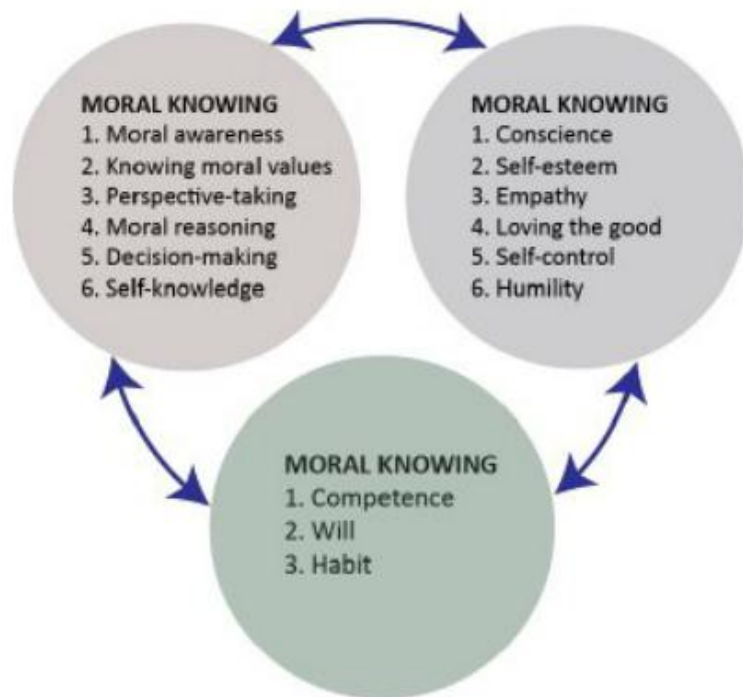 MORAL KNOWING
1. Moral awareness
2. Knowing moral values
3. Perspective-taking
4. Moral reasoning
5. Decision-making
6. Self-knowledge
MORAL KNOWING
1. Conscience
2. Self-esteem
3. Empathy
4. Loving the good
5. Self-control
6. Humility
MORAL KNOWING
1. Competence
2. Will
3. Habit